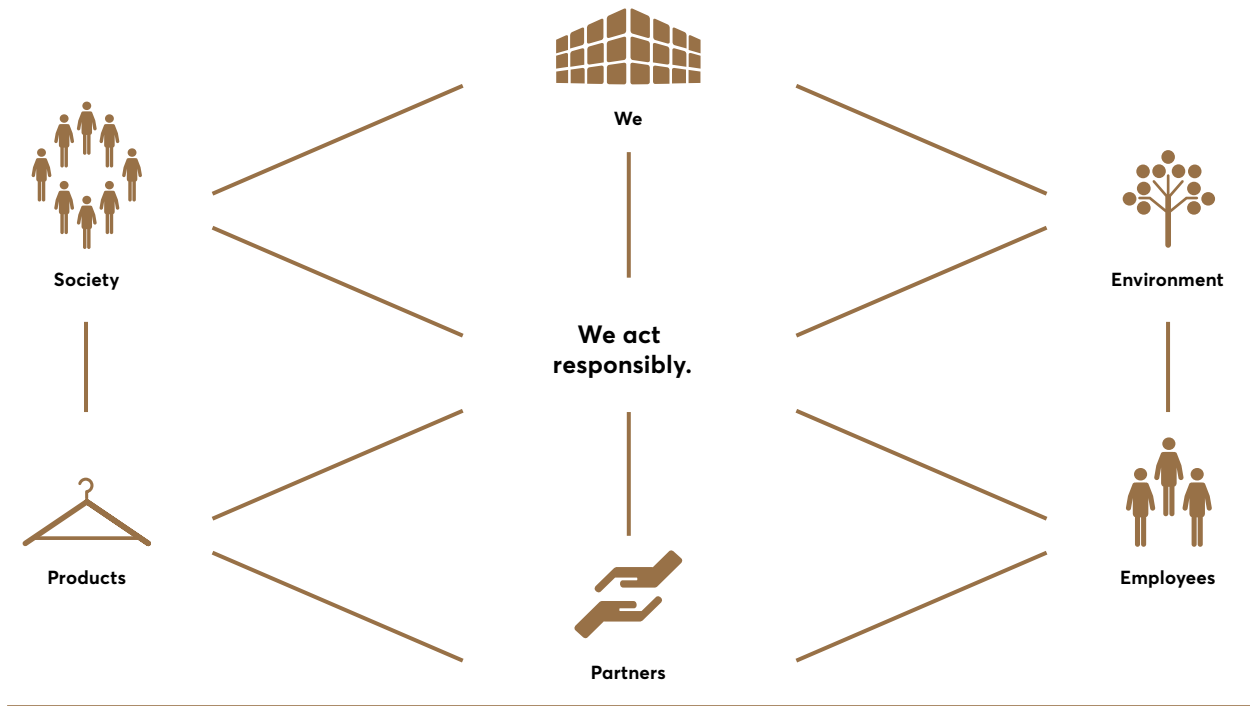 We
Society
Environment
We act
responsibly.
Products
Employees
Partners